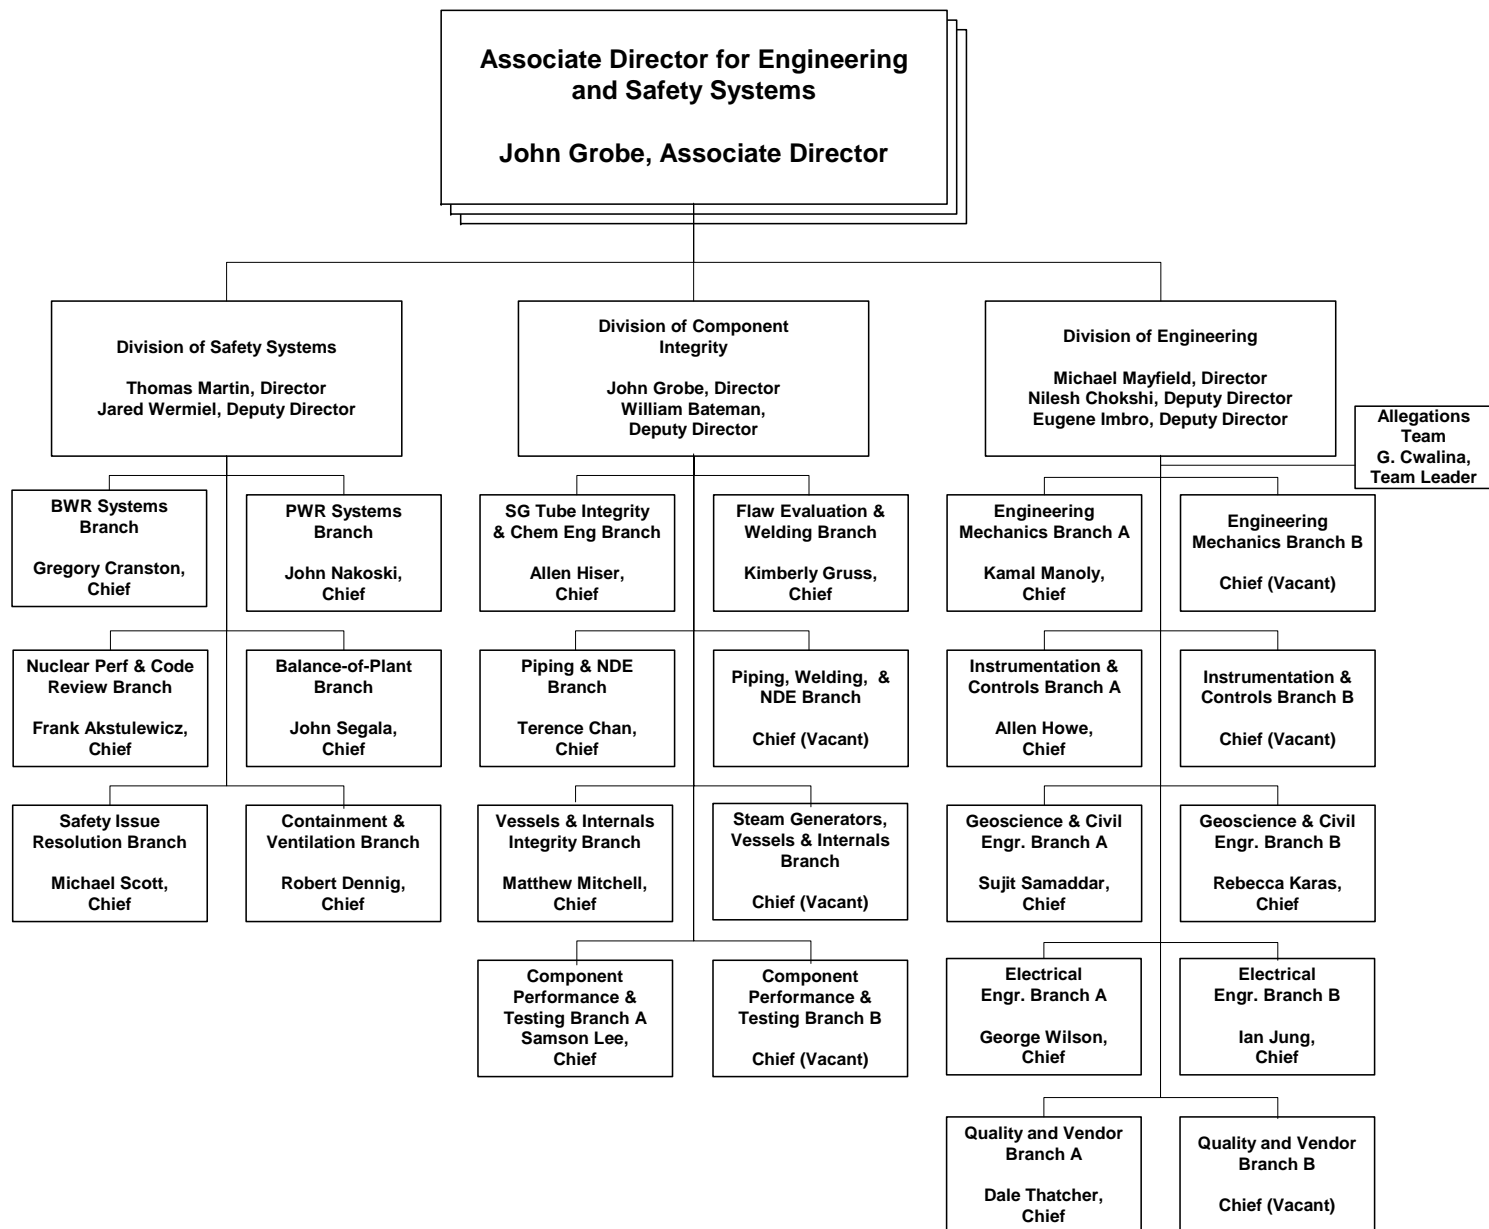 Associate Director for Engineering
and Safety Systems
John Grobe, Associate Director
Division of Safety Systems
Thomas Martin, Director
Jared Wermiel, Deputy Director
Division of Component
Integrity
John Grobe, Director
William Bateman,
Deputy Director
Division of Engineering
Michael Mayfield, Director
Nilesh Chokshi, Deputy Director
Eugene Imbro, Deputy Director
Allegations
Team
G. Cwalina,
Team Leader
BWR Systems
Branch
Gregory Cranston,
Chief
PWR Systems
Branch
John Nakoski,
Chief
SG Tube Integrity
& Chem Eng Branch
Allen Hiser,
Chief
Flaw Evaluation &
Welding Branch
Kimberly Gruss,
Chief
Engineering
Mechanics Branch A
Kamal Manoly,
Chief
Engineering
Mechanics Branch B
Chief (Vacant)
Nuclear Perf & Code
Review Branch
Frank Akstulewicz,
Chief
Balance-of-Plant
Branch
John Segala,
Chief
Piping & NDE
Branch
Terence Chan,
Chief
Piping, Welding, &
NDE Branch
Chief (Vacant)
Instrumentation &
Controls Branch A
Allen Howe,
Chief
Instrumentation &
Controls Branch B
Chief (Vacant)
Safety Issue
Resolution Branch
Michael Scott,
Chief
Containment &
Ventilation Branch
Robert Dennig,
Chief
Vessels & Internals
Integrity Branch
Matthew Mitchell,
Chief
Steam Generators,
Vessels & Internals
Branch
Chief (Vacant)
Geoscience & Civil
Engr. Branch A
Sujit Samaddar,
Chief
Geoscience & Civil
Engr. Branch B
Rebecca Karas,
Chief
Component
Performance &
Testing Branch A
Samson Lee,
Chief
Component
Performance &
Testing Branch B
Chief (Vacant)
Electrical
Engr. Branch A
George Wilson,
Chief
Electrical
Engr. Branch B
Ian Jung,
Chief
Quality and Vendor
Branch A
Dale Thatcher,
Chief
Quality and Vendor
Branch B
Chief (Vacant)